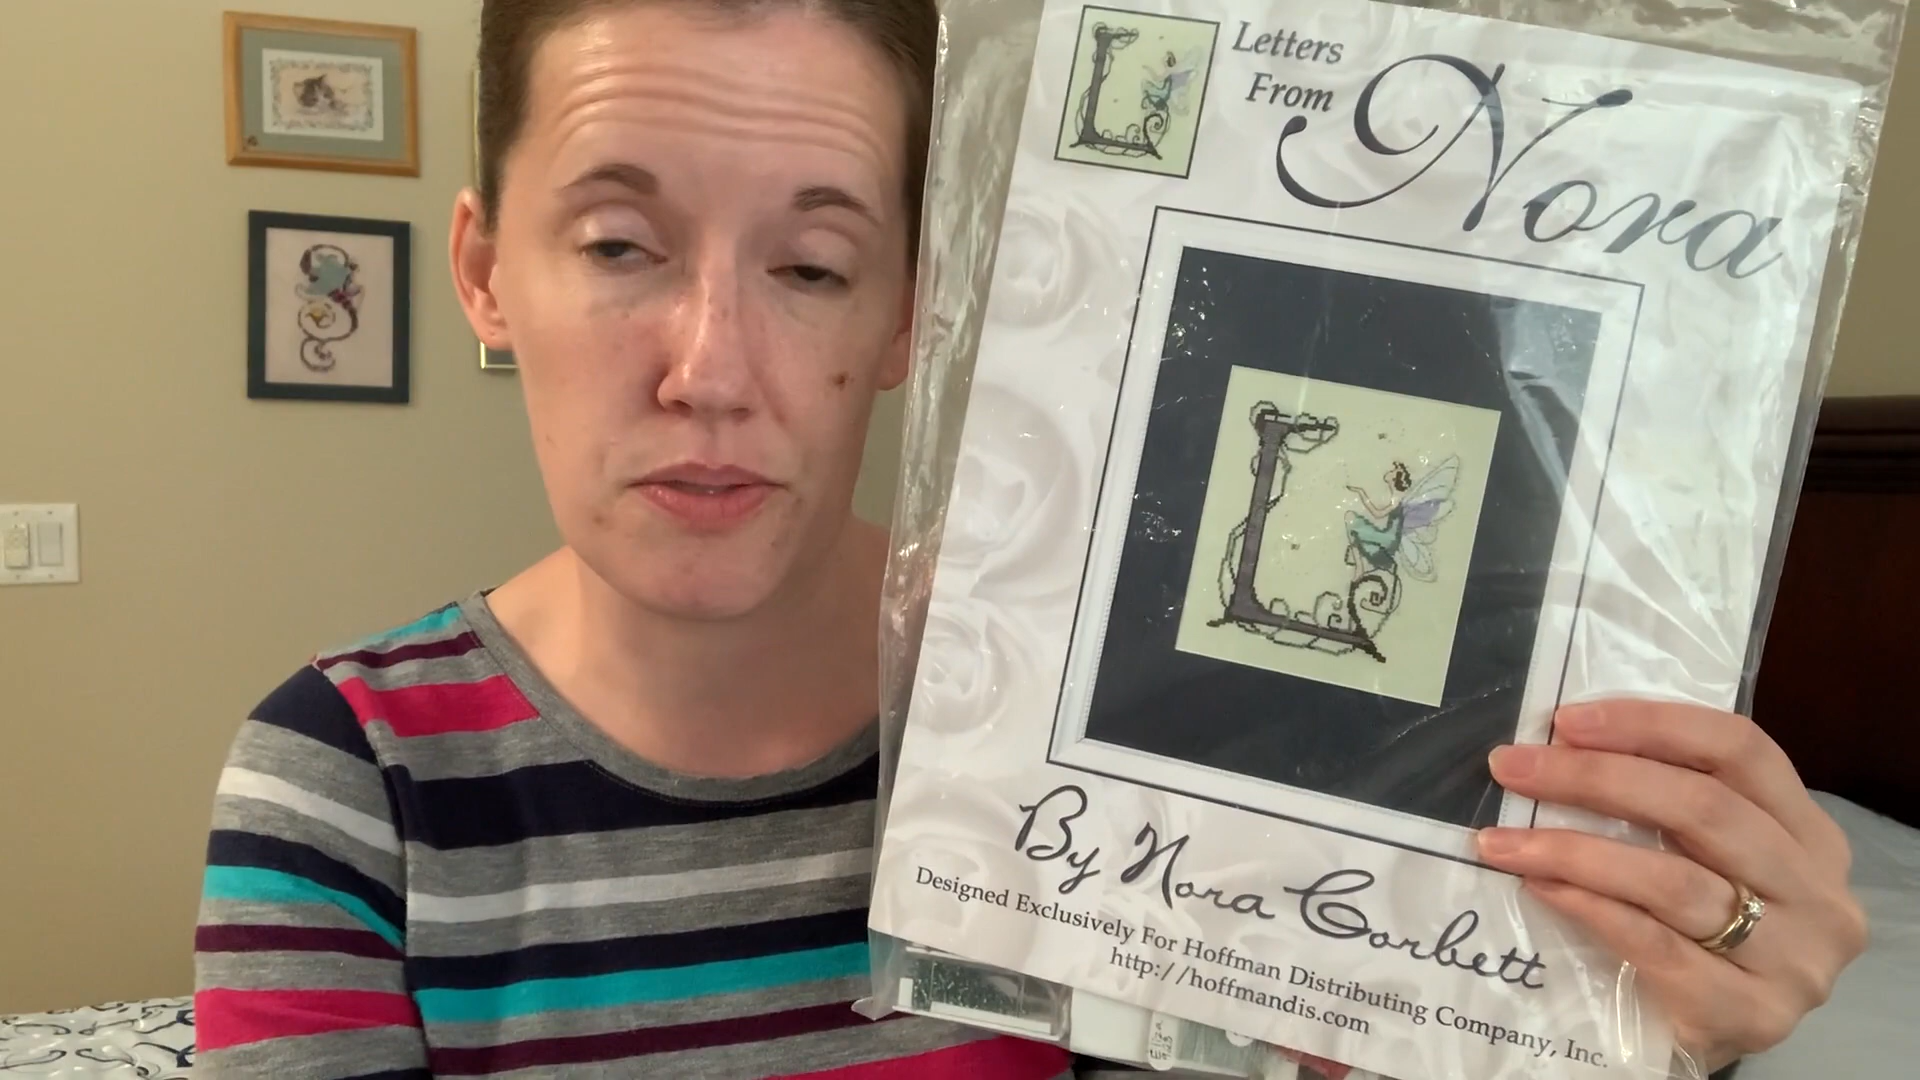 Letters
From
Nora
L
By Nora Corbett
Designed Exclusively For Hoffman Distributing Company, Inc.
http://hoffmandis.com